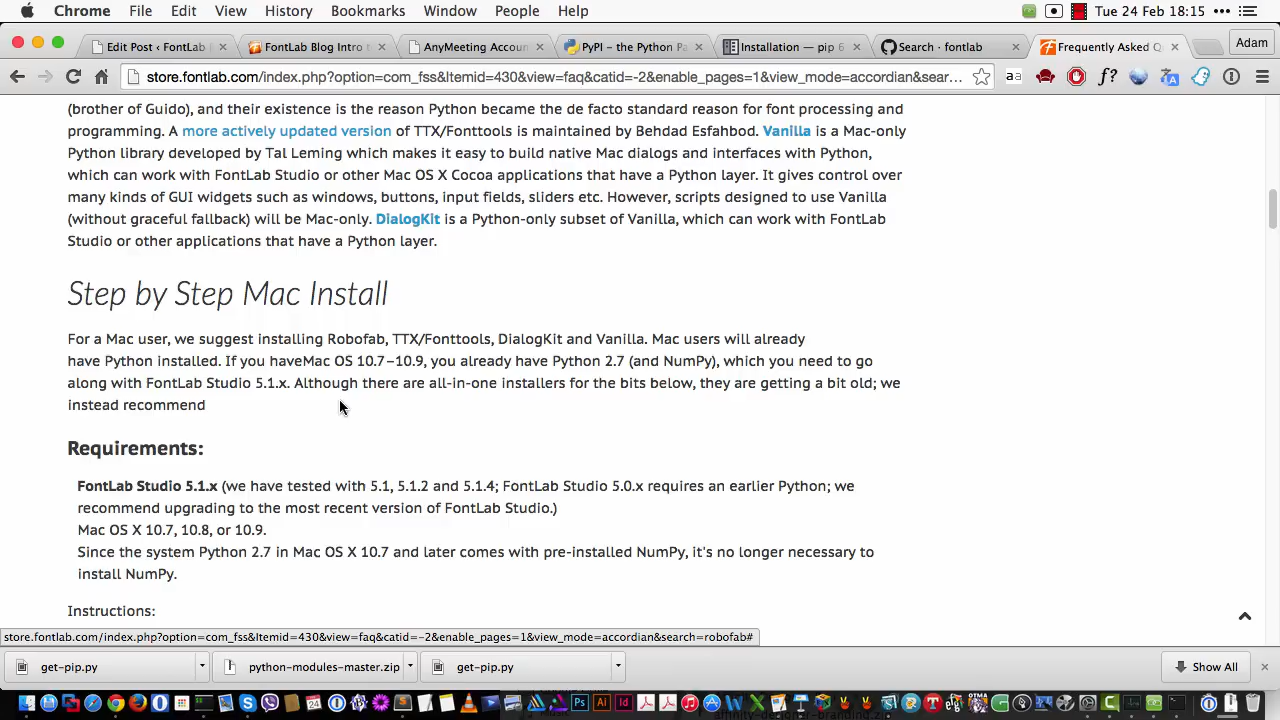 Chrome File Edit View History Bookmarks Window People Help Tue 24 Feb 18:15
Edit Post ‹ FontLab FontLab Blog Intro t AnyMeeting Accoun PyPI – the Python Pa Installation — pip 6 Search · fontlab Frequently Asked Q Adam
store.fontlab.com/index.php?option=com_fss&Itemid=430&view=faq&catid=-2&enable_pages=1&view_mode=accordian&sear...
(brother of Guido), and their existence is the reason Python became the de facto standard reason for font processing and
programming. A more actively updated version of TTX/Fonttools is maintained by Behdad Esfahbod. Vanilla is a Mac-only
Python library developed by Tal Leming which makes it easy to build native Mac dialogs and interfaces with Python,
which can work with FontLab Studio or other Mac OS X Cocoa applications that have a Python layer. It gives control over
many kinds of GUI widgets such as windows, buttons, input fields, sliders etc. However, scripts designed to use Vanilla
(without graceful fallback) will be Mac-only. DialogKit is a Python-only subset of Vanilla, which can work with FontLab
Studio or other applications that have a Python layer.
Step by Step Mac Install
For a Mac user, we suggest installing Robofab, TTX/Fonttools, DialogKit and Vanilla. Mac users will already
have Python installed. If you haveMac OS 10.7–10.9, you already have Python 2.7 (and NumPy), which you need to go
along with FontLab Studio 5.1.x. Although there are all-in-one installers for the bits below, they are getting a bit old; we
instead recommend
Requirements:
FontLab Studio 5.1.x (we have tested with 5.1, 5.1.2 and 5.1.4; FontLab Studio 5.0.x requires an earlier Python; we
recommend upgrading to the most recent version of FontLab Studio.)
Mac OS X 10.7, 10.8, or 10.9.
Since the system Python 2.7 in Mac OS X 10.7 and later comes with pre-installed NumPy, it's no longer necessary to
install NumPy.
Instructions:
store.fontlab.com/index.php?option=com_fss&Itemid=430&view=faq&catid=-2&enable_pages=1&view_mode=accordian&search=robofab#
get-pip.py python-modules-master.zip get-pip.py Show All